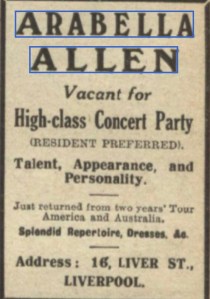 ARABELLA
ALLEN
Vacant for
High-class Concert Party
(RESIDENT PREFERRED).
Talent, Appearance, and
Personality.
Just returned from two years' Tour
America and Australia.
Splendid Repertoire, Dresses, &c.
Address: 16, LIVER ST.,
LIVERPOOL.